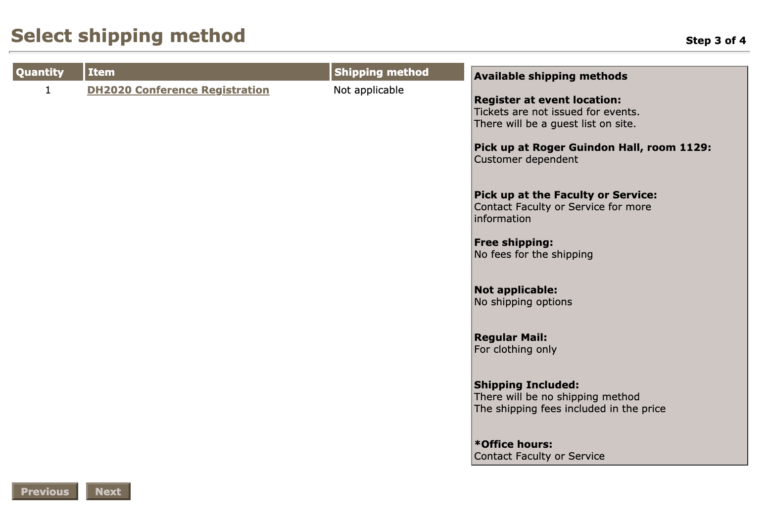 Select shipping method
Step 3 of 4
Quantity Item Shipping method
1 DH2020 Conference Registration Not applicable
Available shipping methods
Register at event location:
Tickets are not issued for events.
There will be a guest list on site.
Pick up at Roger Guindon Hall, room 1129:
Customer dependent
Pick up at the Faculty or Service:
Contact Faculty or Service for more
information
Free shipping:
No fees for the shipping
Not applicable:
No shipping options
Regular Mail:
For clothing only
Shipping Included:
There will be no shipping method
The shipping fees included in the price
*Office hours:
Contact Faculty or Service
Previous Next